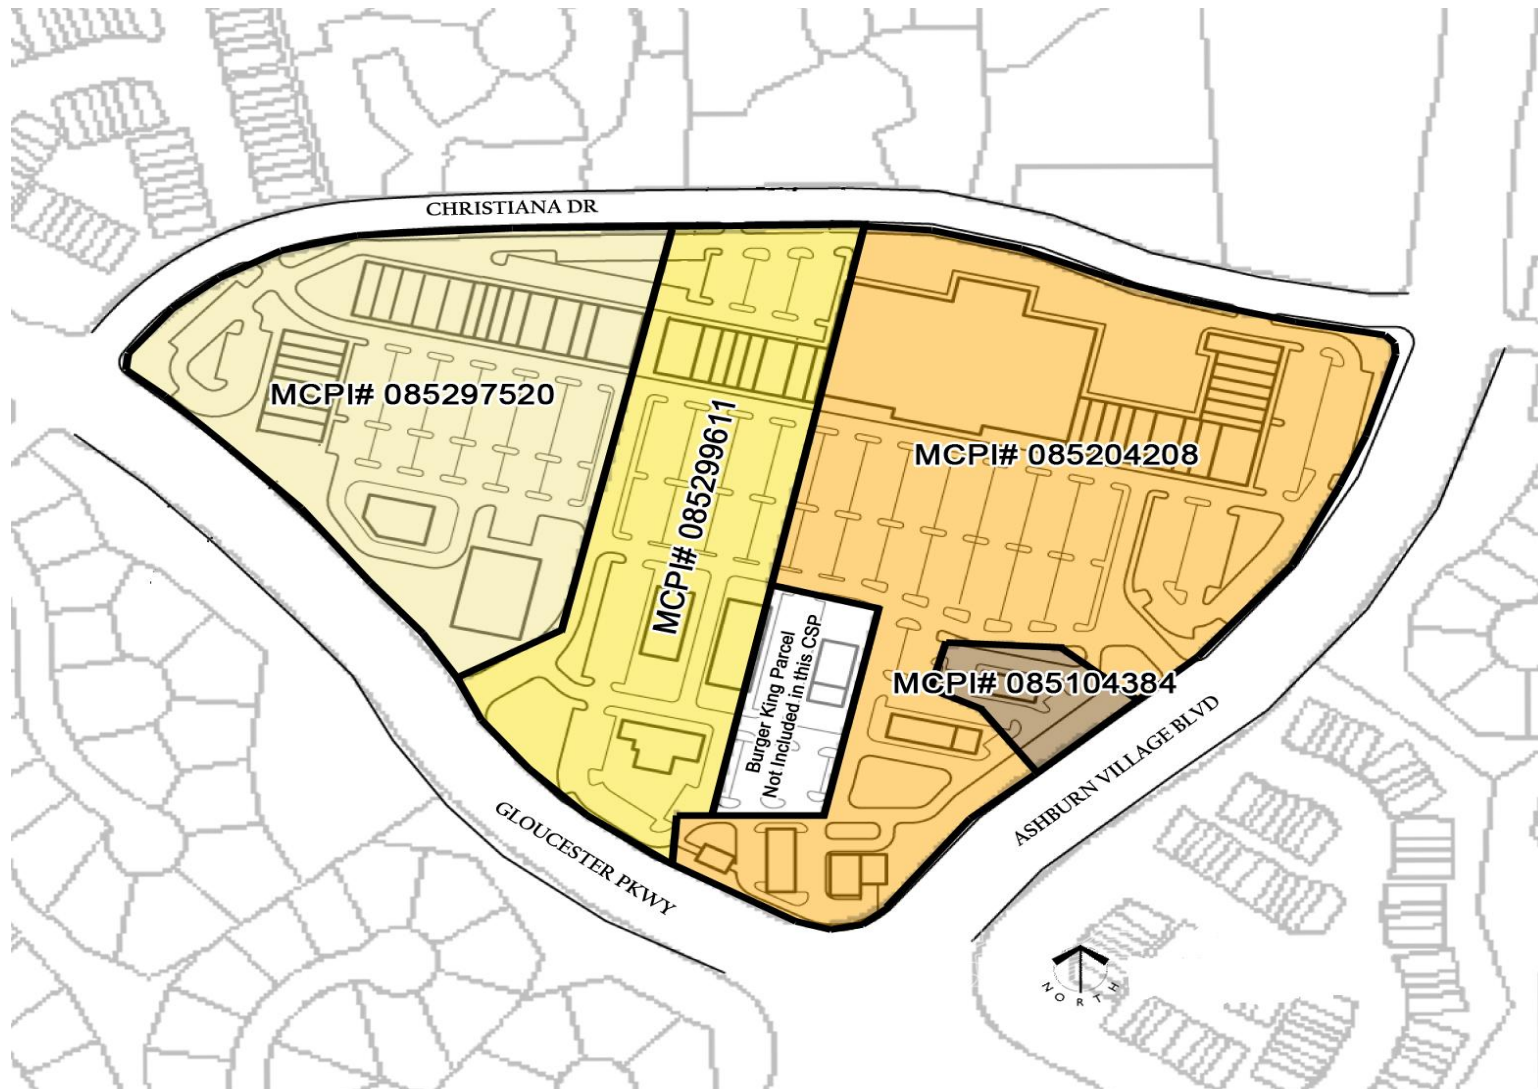 CHRISTIANA DR
MCPI# 085297520
MCPI# 085299611
MCPI# 085204208
Burger King Parcel
Not Included in this CSP
MCPI# 085104384
ASHBURN VILLAGE BLVD
GLOUCESTER PKWY
NORTH